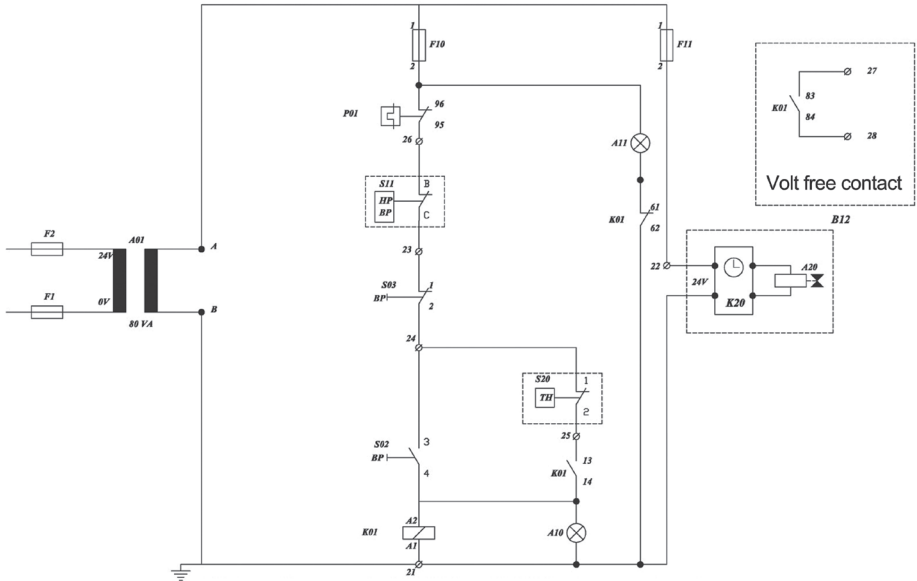 1
F10
2
1
F11
2
27
K01
83
84
28
Volt free contact
P01
96
95
26
A11
S11
B
HP
BP
C
K01
61
62
B12
F2
A01
24V
A
23
22
24V
K20
A20
S03
1
BP
2
F1
0V
B
80 VA
24
S20
1
TH
2
25
S02
3
BP
4
K01
13
14
K01
A2
A1
A10
21